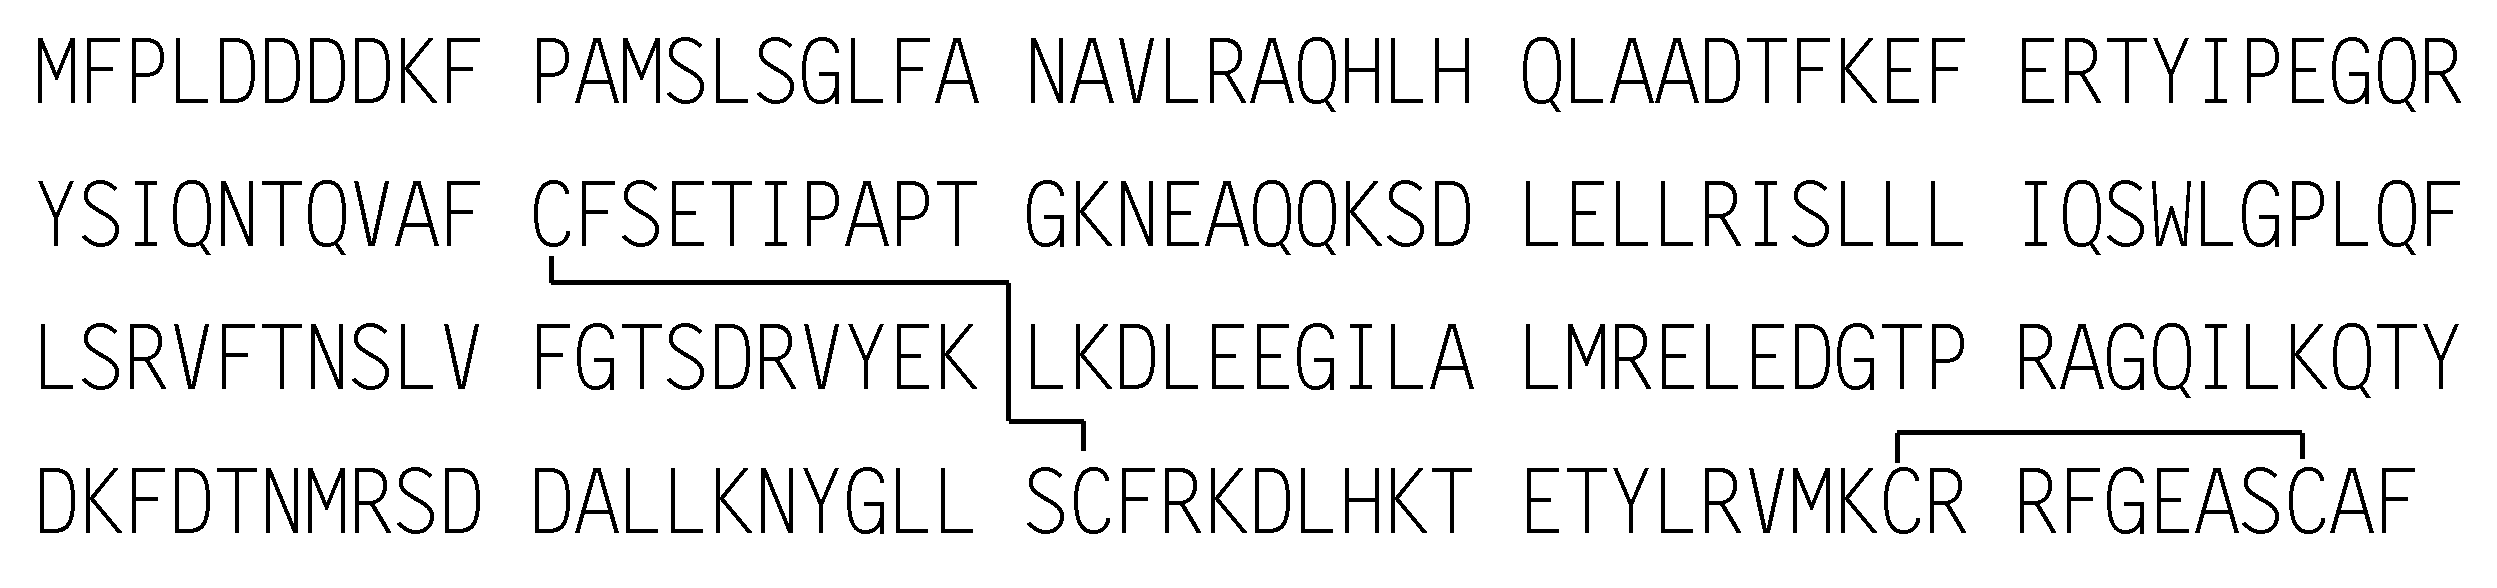 MFPLDDDDKF PAMSLSGLFA NAVLRAQHLH QLAADTFKEF ERTYIPEGQR
YSIQNTQVAF CFSETIPAPT GKNEAQQKSD LELLRISLLL IQSWLGPLQF
LSRVFTNSLV FGTSDRVYEK LKDLEEGILA LMRELEDGTP RAGQILKQTY
DKFDTNMRSD DALLKNYGLL SCFRKDLHKT ETYLRVMKCR RFGEASCAF